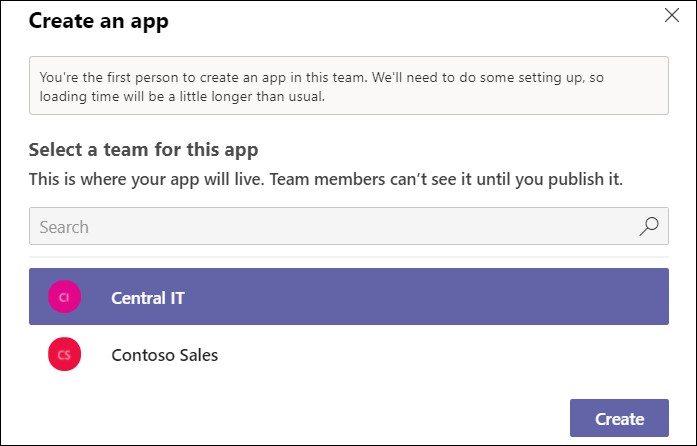 Create an app
You're the first person to create an app in this team. We'll need to do some setting up, so
loading time will be a little longer than usual.
Select a team for this app
This is where your app will live. Team members can’t see it until you publish it.
Search
CI Central IT
CS Contoso Sales
Create